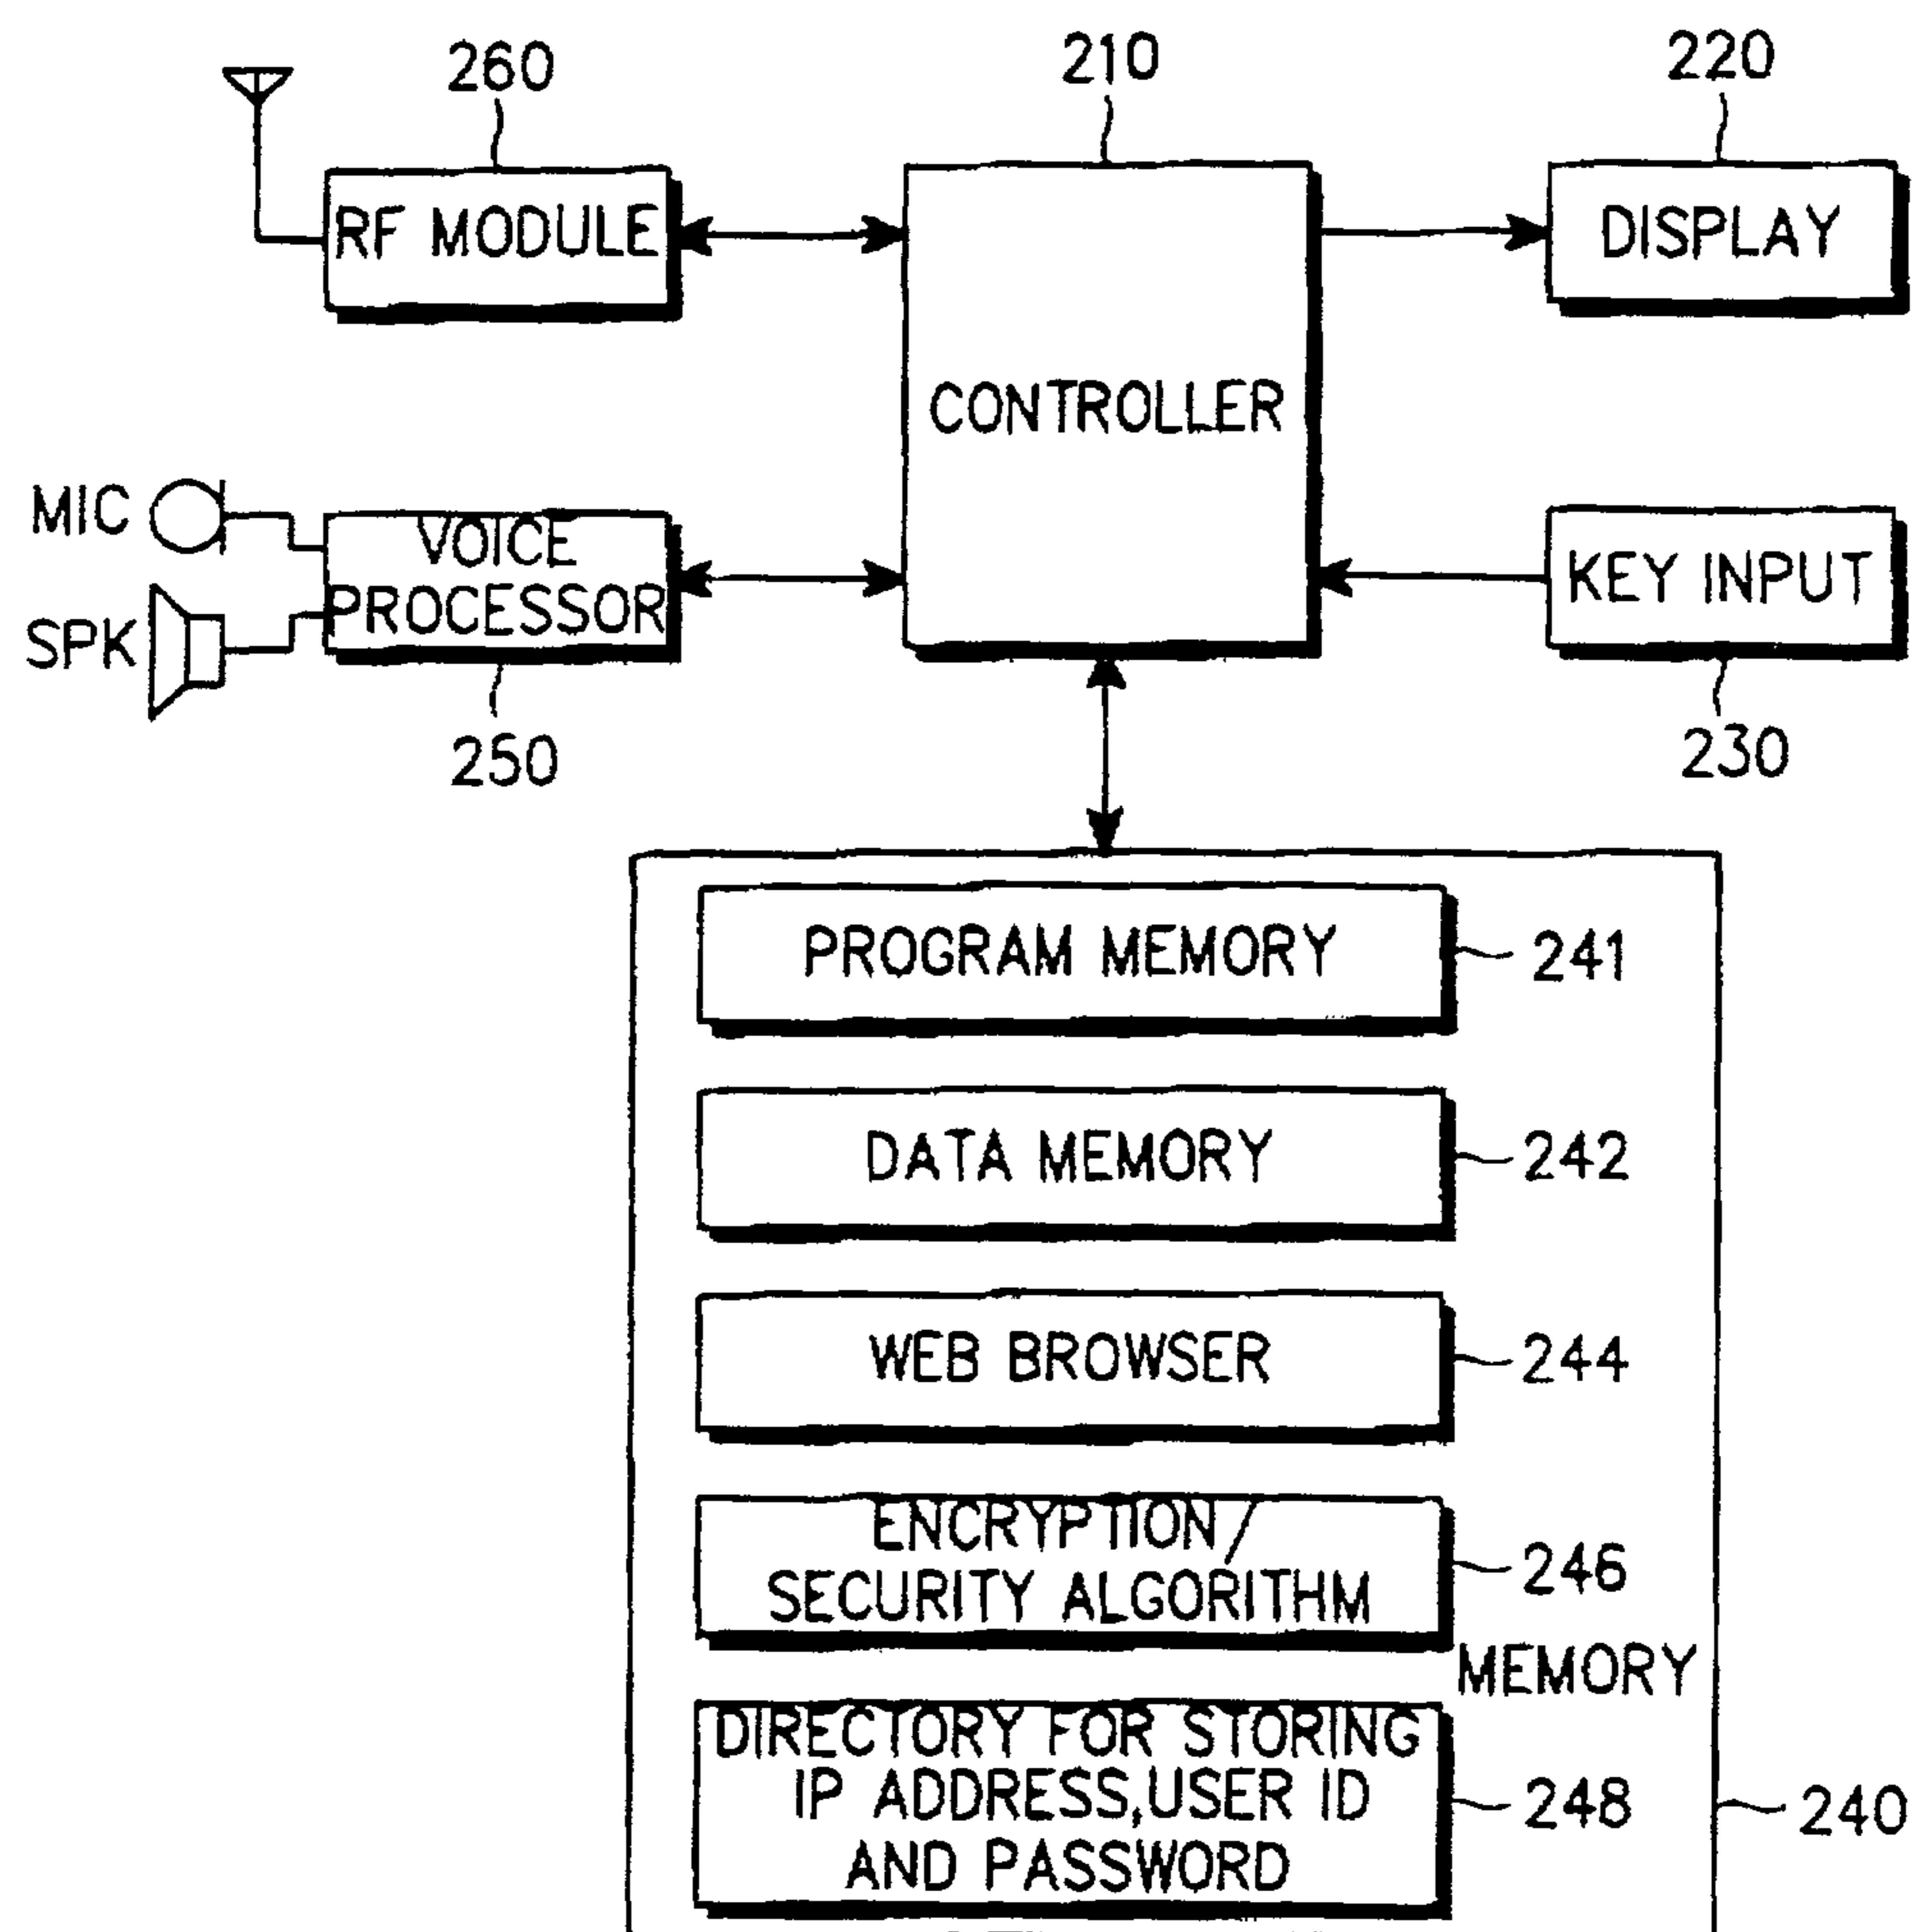 260
210
220
RF MODULE
CONTROLLER
DISPLAY
MIC
SPK
VOICE
PROCESSOR
KEY INPUT
250
230
PROGRAM MEMORY
241
DATA MEMORY
242
WEB BROWSER
244
ENCRYPTION/
SECURITY ALGORITHM
246
MEMORY
DIRECTORY FOR STORING
IP ADDRESS,USER ID
AND PASSWORD
248
240